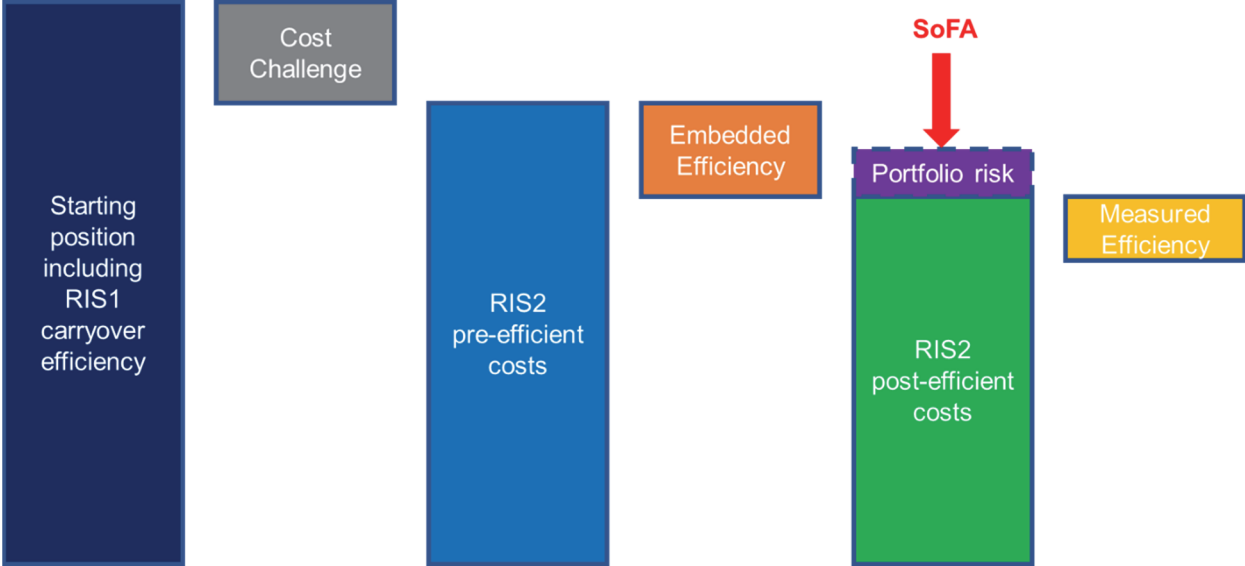 Starting
position
including
RIS1
carryover
efficiency
Cost
Challenge
RIS2
pre-efficient
costs
Embedded
Efficiency
SoFA
Portfolio risk
RIS2
post-efficient
costs
Measured
Efficiency